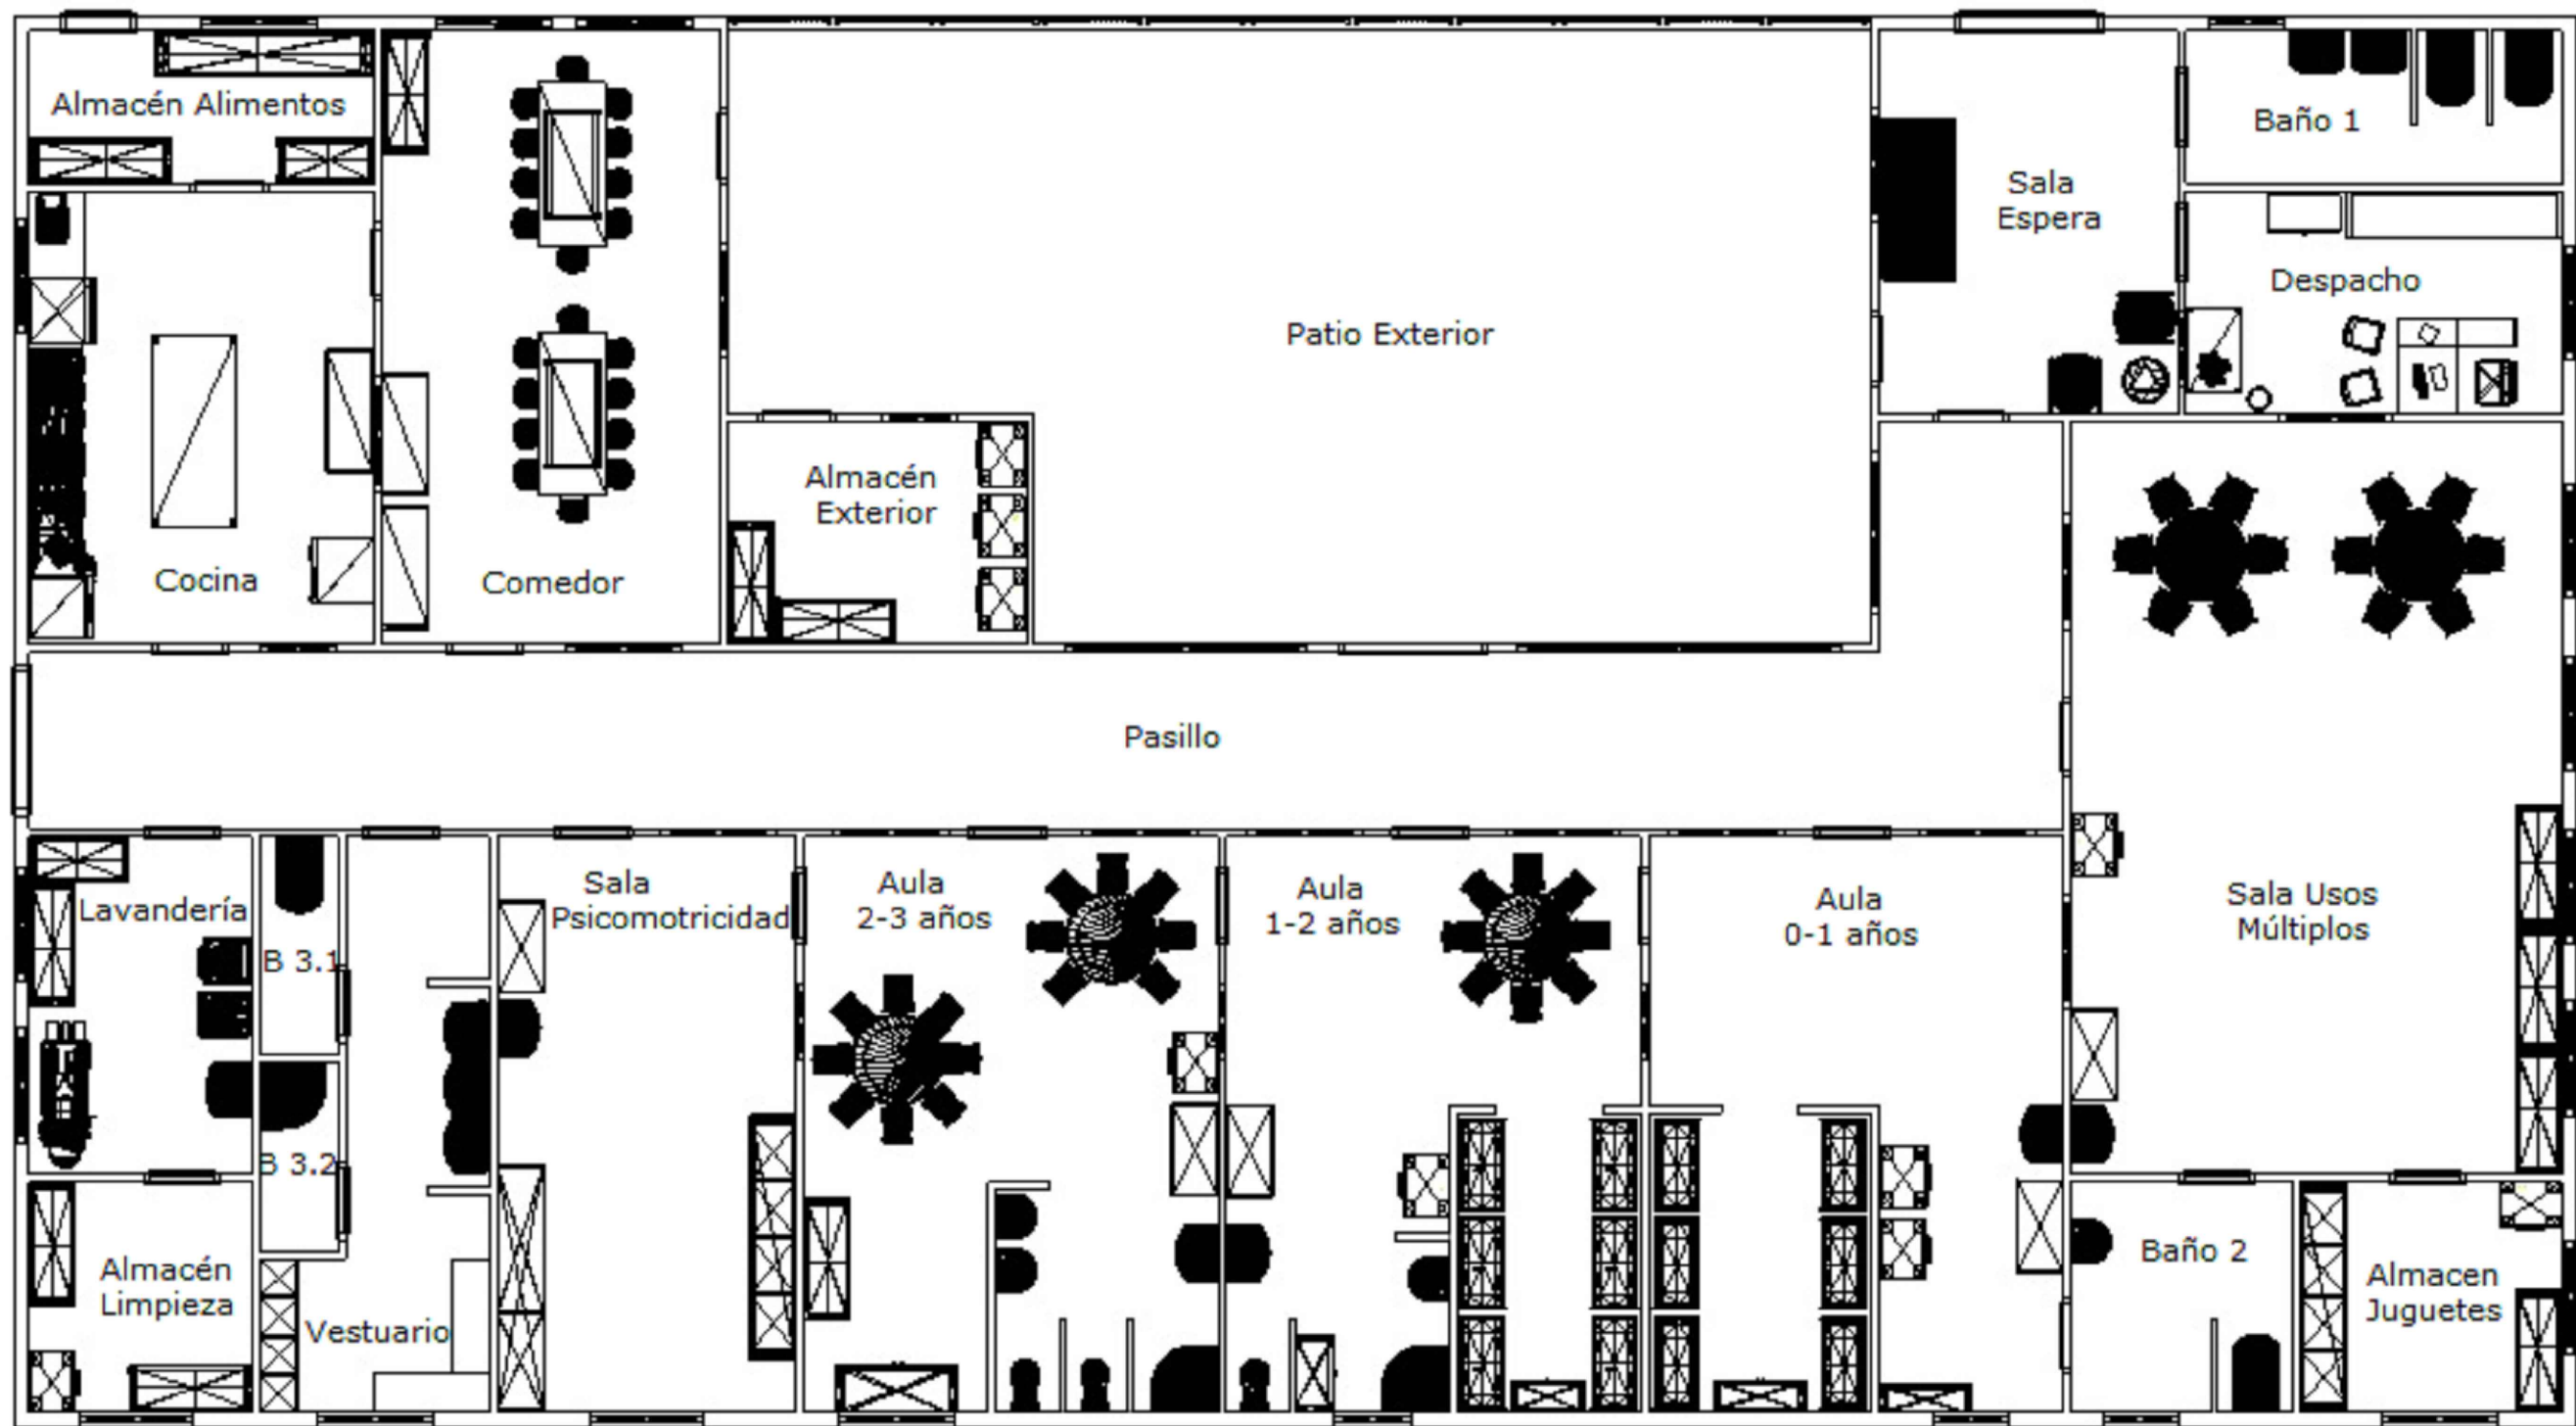 Almacén Alimentos
Baño 1
Sala
Espera
Despacho
Patio Exterior
Almacén
Exterior
Cocina
Comedor
Pasillo
Sala
Psicomotricidad
Aula
2-3 años
Aula
1-2 años
Aula
0-1 años
Sala Usos
Múltiplos
Lavandería
B 3.1
B 3.2
Almacén
Limpieza
Vestuario
Baño 2
Almacen
Juguetes